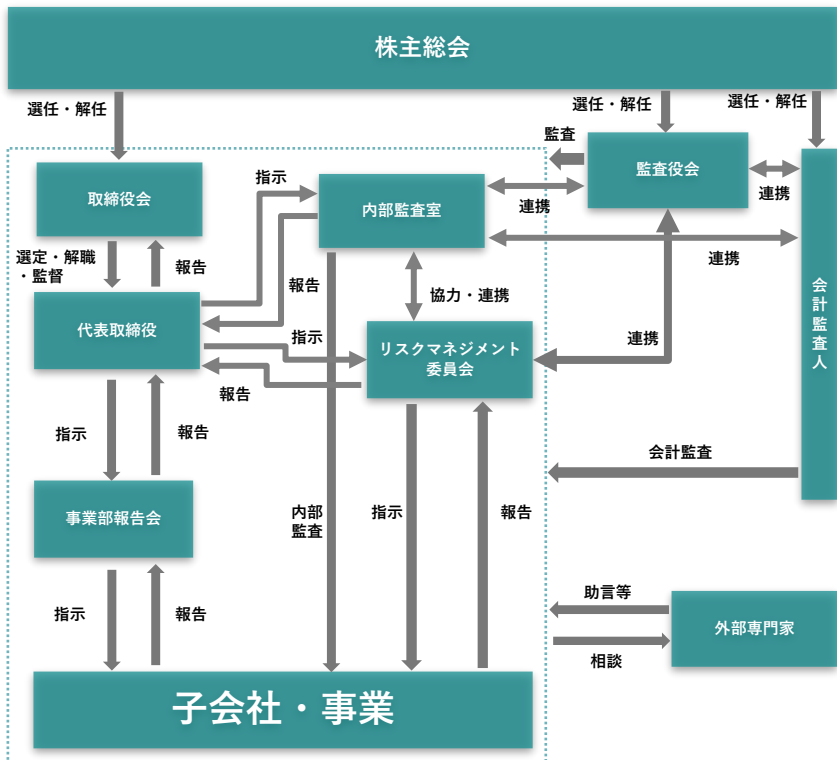 株主総会
選任・解任
選任・解任
選任・解任
監査
監査役会
連携
取締役会
指示
内部監査室
連携
連携
選定・解職
・監督
報告
報告
協力・連携
会計監査人
代表取締役
指示
リスクマネジメント
委員会
連携
報告
指示
報告
会計監査
事業部報告会
内部
監査
指示
報告
指示
報告
助言等
外部専門家
相談
子会社・事業